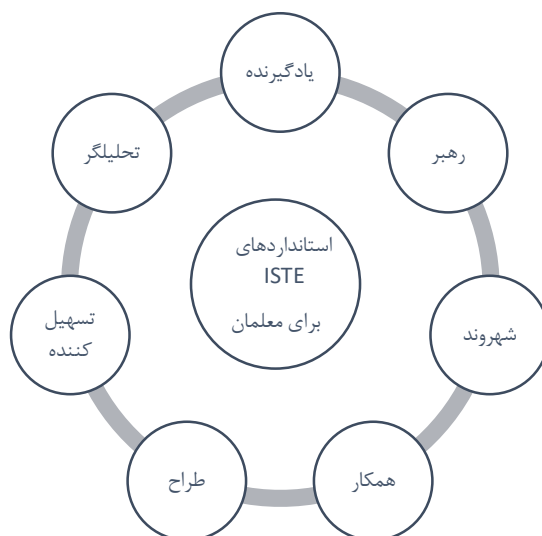 یادگیرنده
رهبر
شهروند
همکار
طراح
تسهیل
کننده
تحلیلگر
استانداردهای
ISTE
برای معلمان